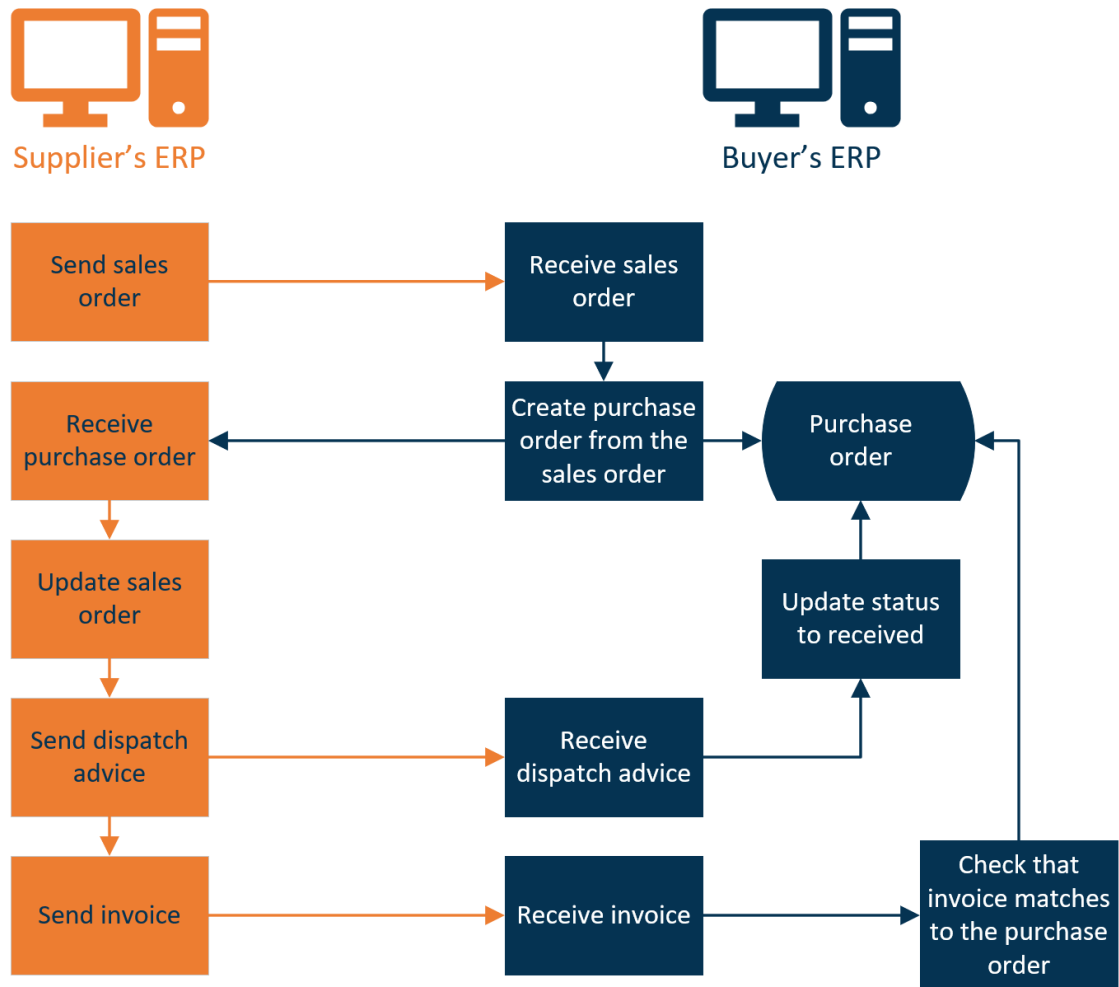 Supplier’s ERP
Buyer’s ERP
Send sales
order
Receive sales
order
Receive
purchase order
Create purchase
order from the
sales order
Purchase
order
Update sales
order
Update status
to received
Send dispatch
advice
Receive
dispatch advice
Send invoice
Receive invoice
Check that
invoice matches
to the purchase
order